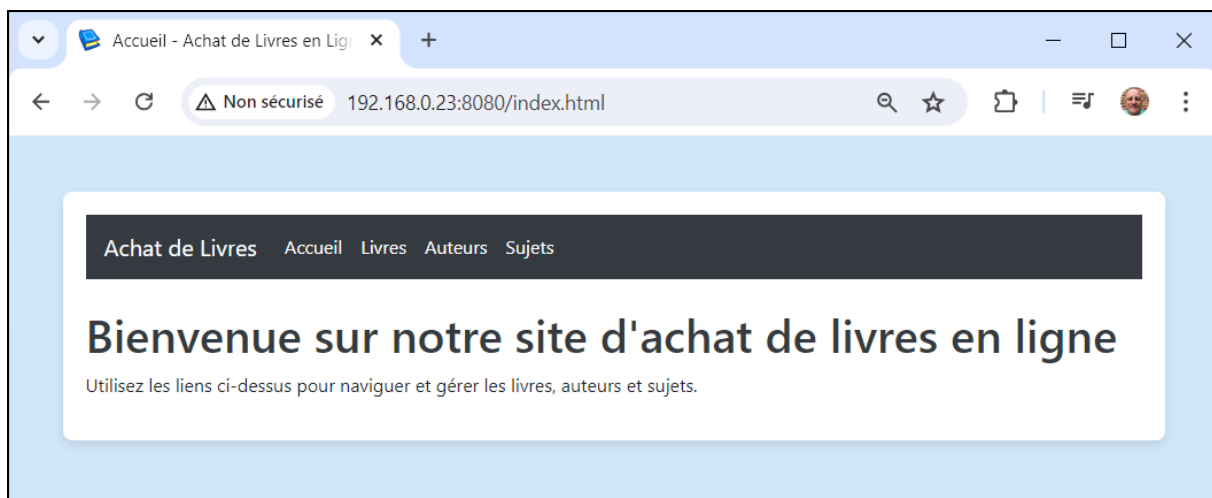 Accueil - Achat de Livres en Lig
Non sécurisé 192.168.0.23:8080/index.html
Achat de Livres Accueil Livres Auteurs Sujets
Bienvenue sur notre site d'achat de livres en ligne
Utilisez les liens ci-dessus pour naviguer et gérer les livres, auteurs et sujets.